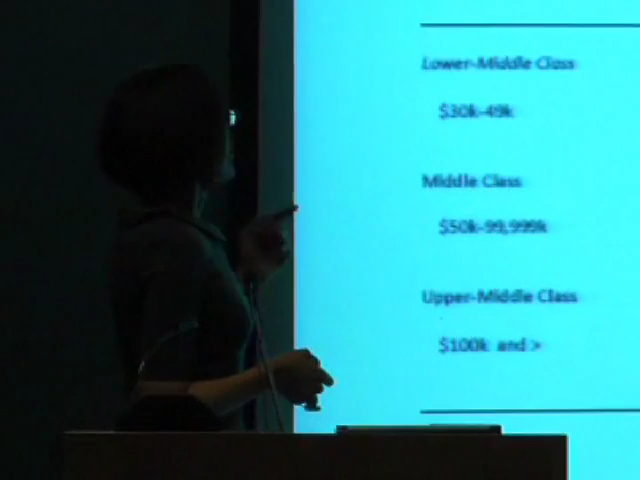 Lower-Middle Class
$30k-49k
Middle Class
$50k-99,999k
Upper-Middle Class
$100k and >